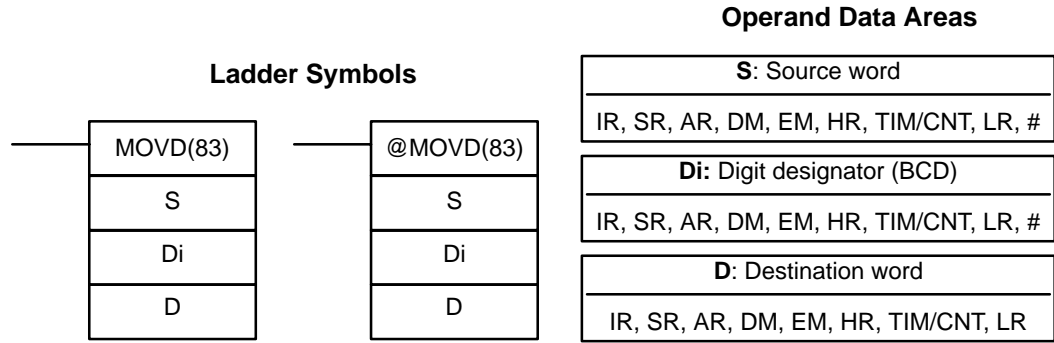 Ladder Symbols
MOVD(83)
S
Di
D
@MOVD(83)
S
Di
D
Operand Data Areas
S: Source word
IR, SR, AR, DM, EM, HR, TIM/CNT, LR, #
Di: Digit designator (BCD)
IR, SR, AR, DM, EM, HR, TIM/CNT, LR, #
D: Destination word
IR, SR, AR, DM, EM, HR, TIM/CNT, LR